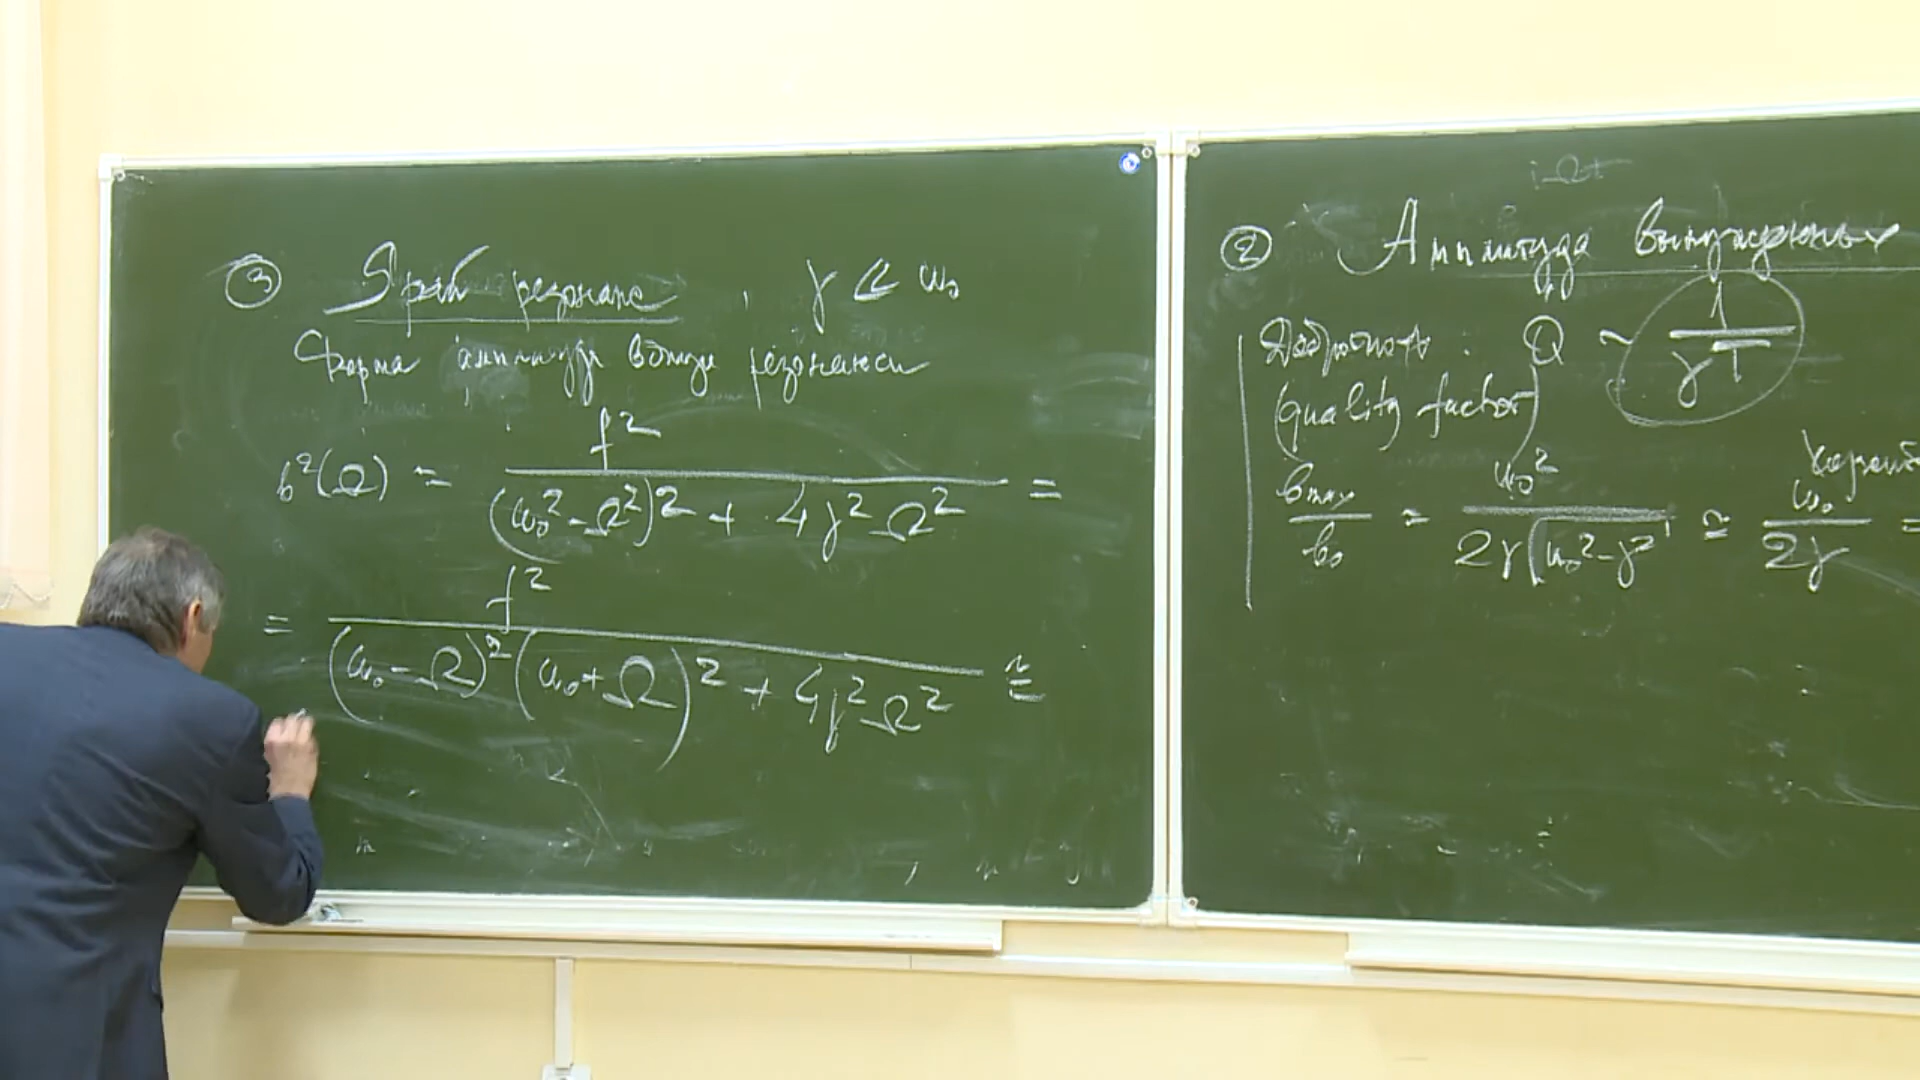 ③ Яркий резонанс, γ ≪ ω₀
Форма амплитуды вблизи резонанса
b²(Ω) = f² / ((ω₀² - Ω²)² + 4γ²Ω²) =
= f² / ((ω₀ - Ω)² (ω₀ + Ω)² + 4γ²Ω²) ≅
② Амплитуда вынужденных
Добротность : Q ~ 1/γ
(quality factor)
b_max / b₀ = ω₀² / (2γ√(ω₀² - γ²)) ≃ ω₀ / 2γ =